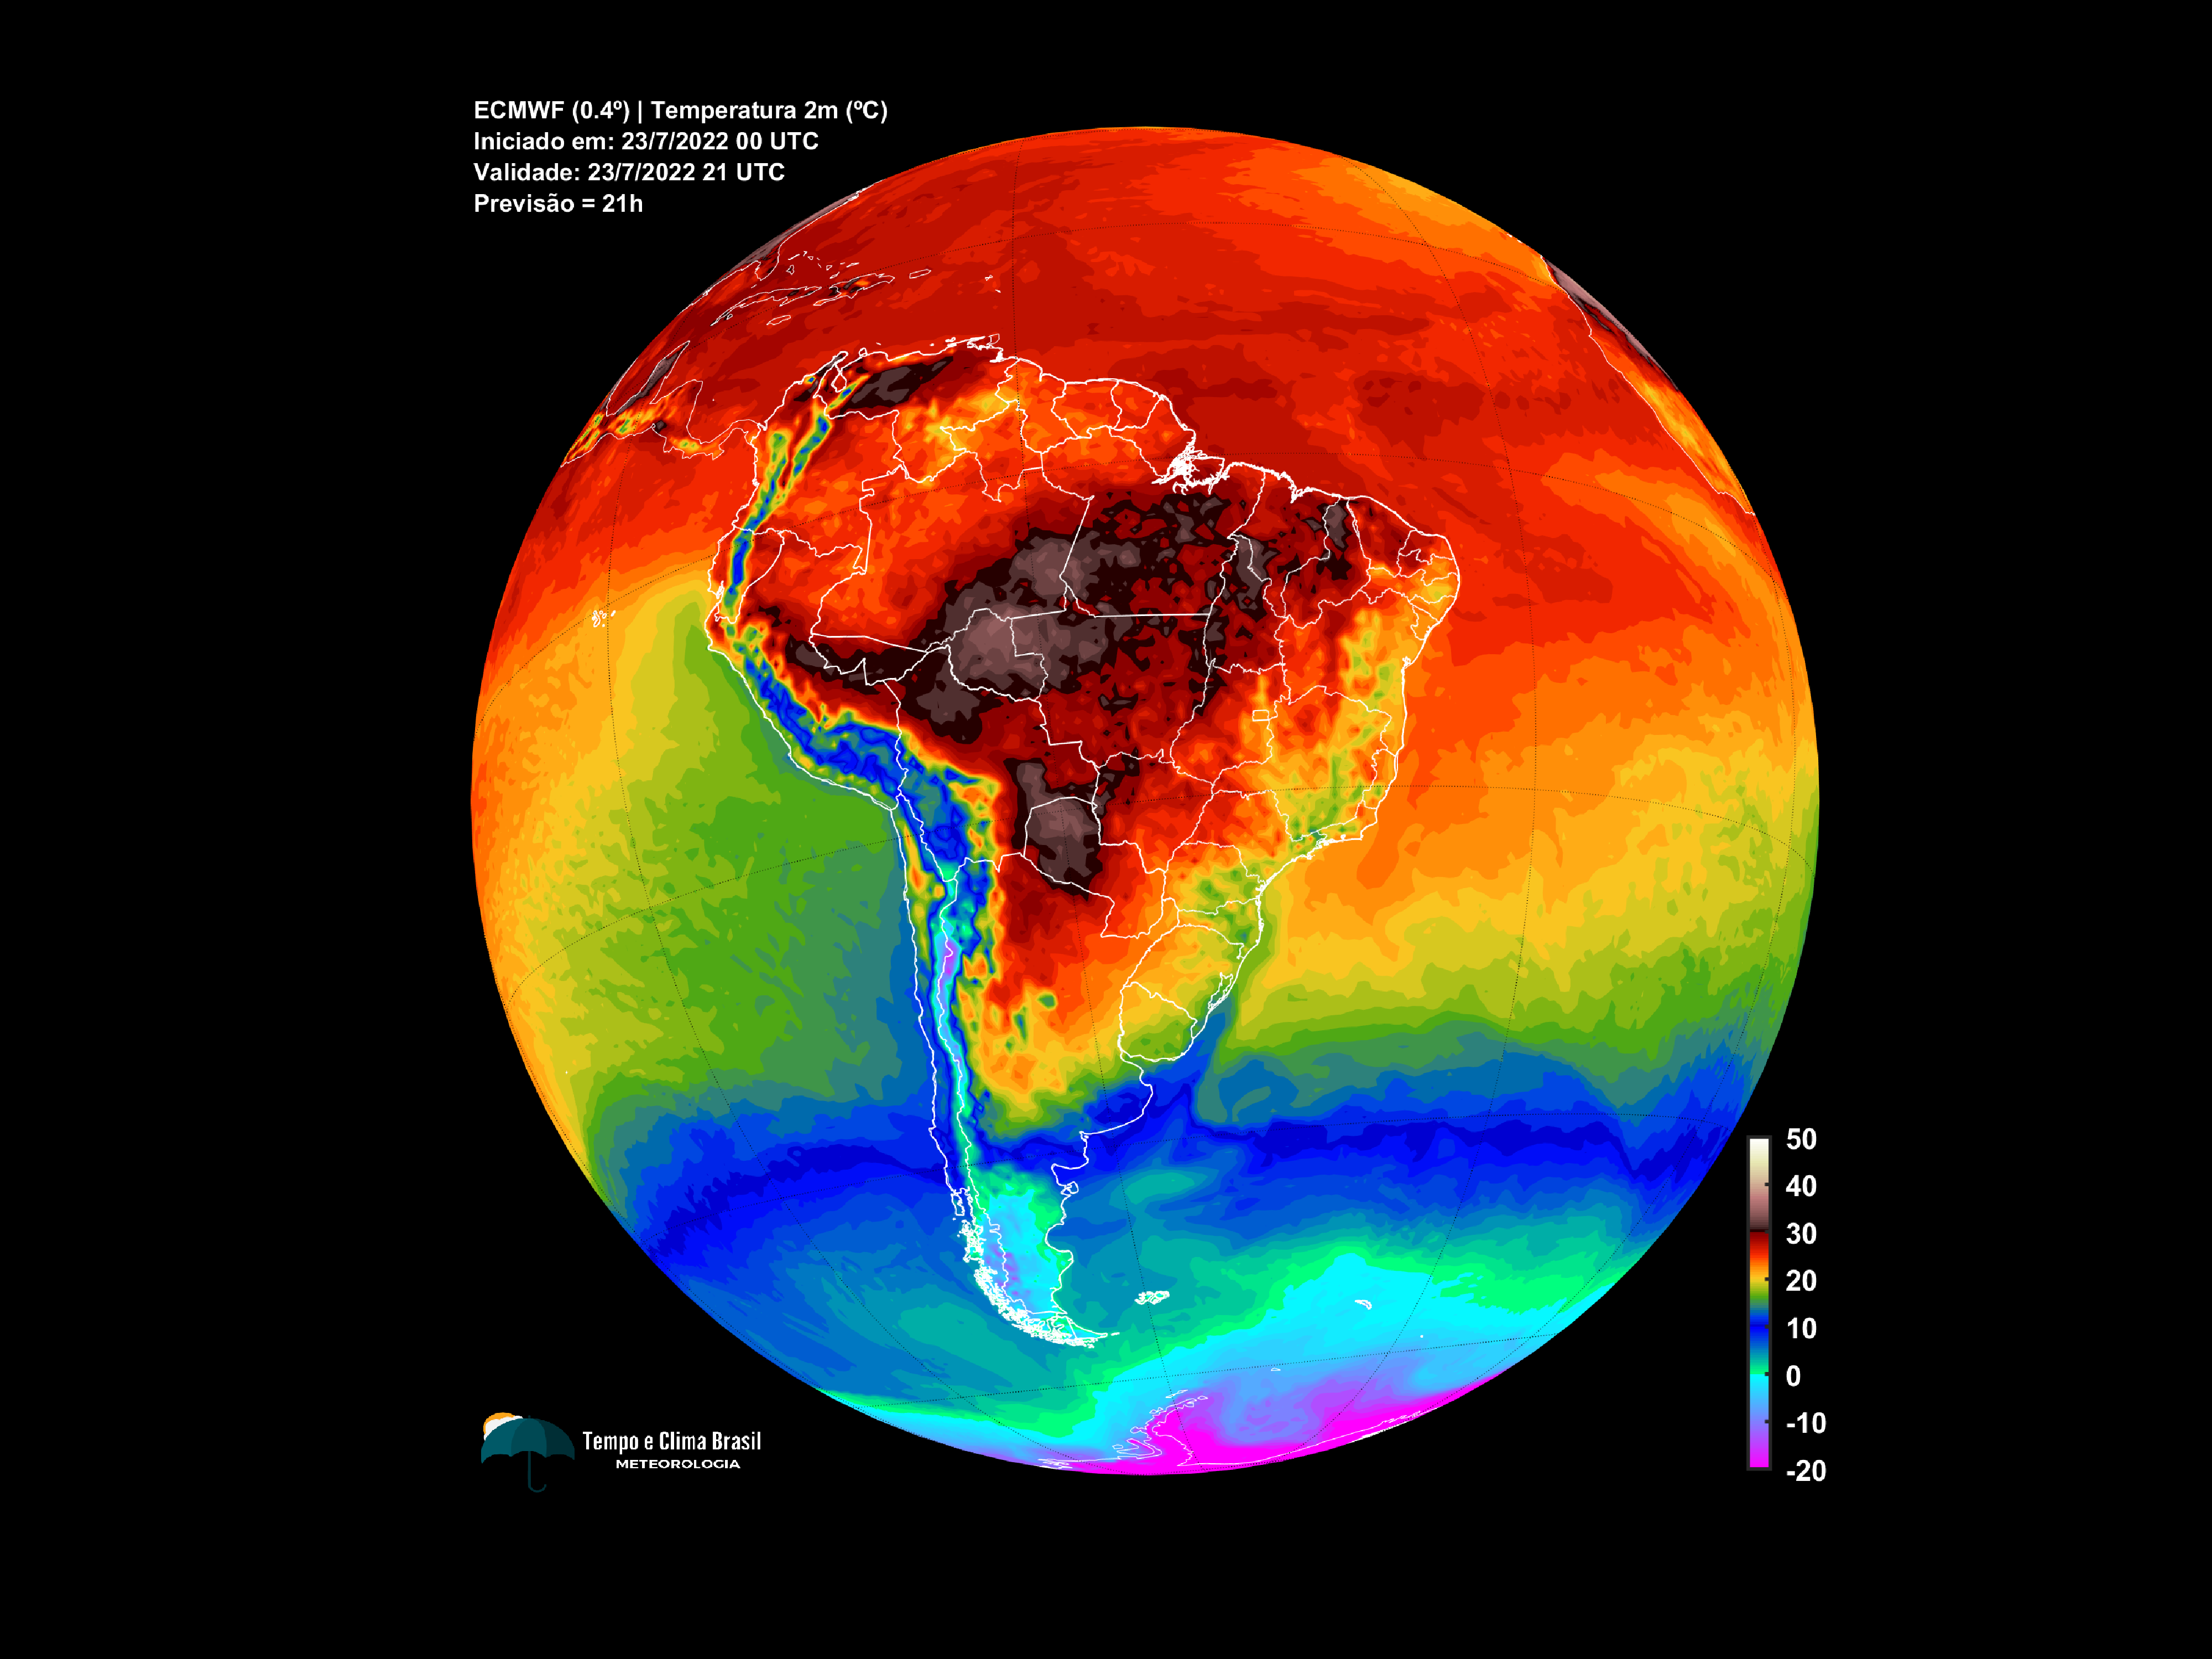 ECMWF (0.4º) | Temperatura 2m (ºC)
Iniciado em: 23/7/2022 00 UTC
Validade: 23/7/2022 21 UTC
Previsão = 21h
50
40
30
20
10
0
-10
-20
Tempo e Clima Brasil
METEOROLOGIA